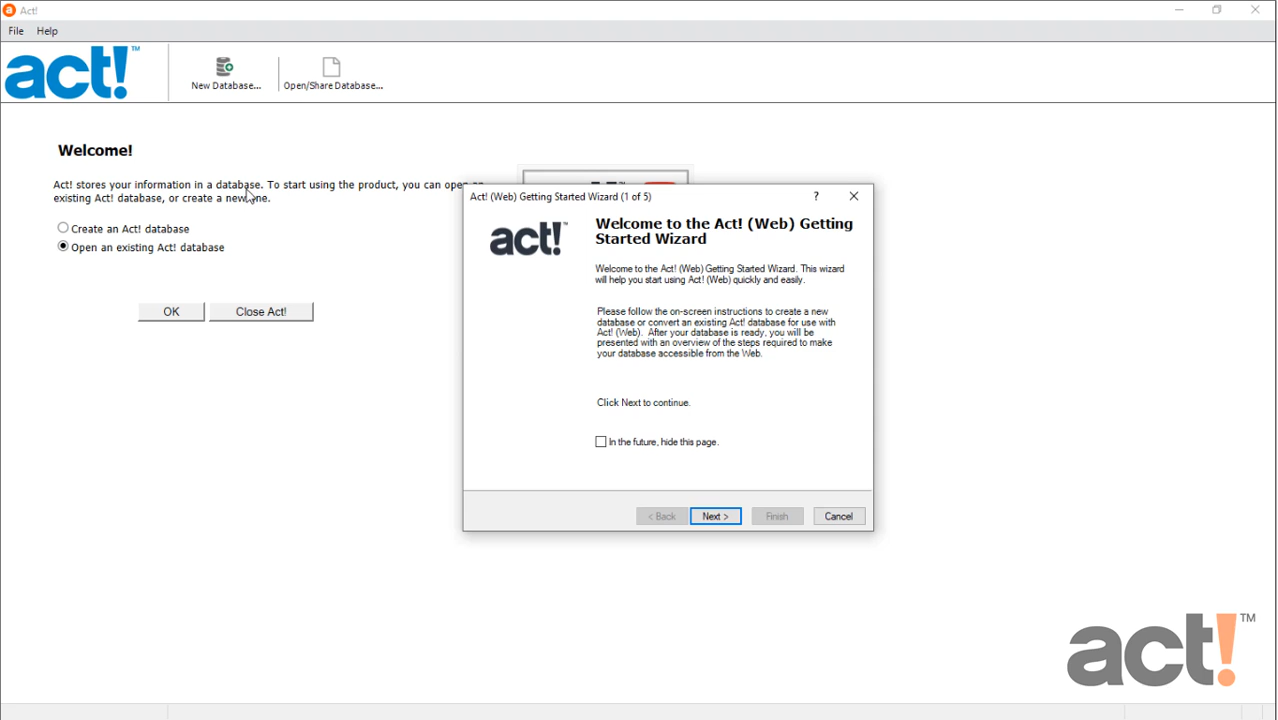 Act!
File Help
act!™
New Database...
Open/Share Database...
Welcome!
Act! stores your information in a database. To start using the product, you can open
existing Act! database, or create a new one.
Create an Act! database
Open an existing Act! database
OK
Close Act!
Act! (Web) Getting Started Wizard (1 of 5)
act!™
Welcome to the Act! (Web) Getting
Started Wizard
Welcome to the Act! (Web) Getting Started Wizard. This wizard
will help you start using Act! (Web) quickly and easily.
Please follow the on-screen instructions to create a new
database or convert an existing Act! database for use with
Act! (Web). After your database is ready, you will be
presented with an overview of the steps required to make
your database accessible from the Web.
Click Next to continue.
In the future, hide this page.
< Back
Next >
Finish
Cancel
act!™